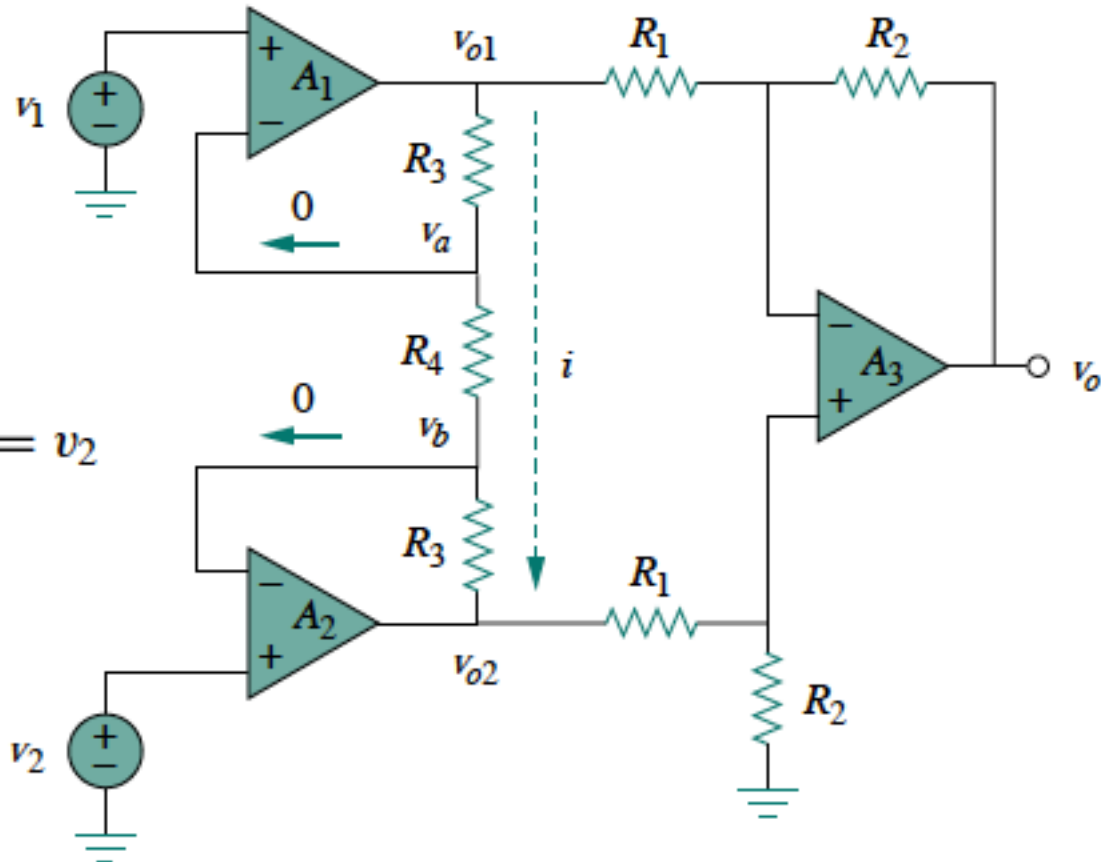 v₁
+
−
+
A₁
−
vₒ₁
R₁
R₂
R₃
0
vₐ
R₄
i
−
A₃
+
vₒ
0
v_b
= v₂
R₃
−
A₂
+
R₁
vₒ₂
R₂
v₂
+
−